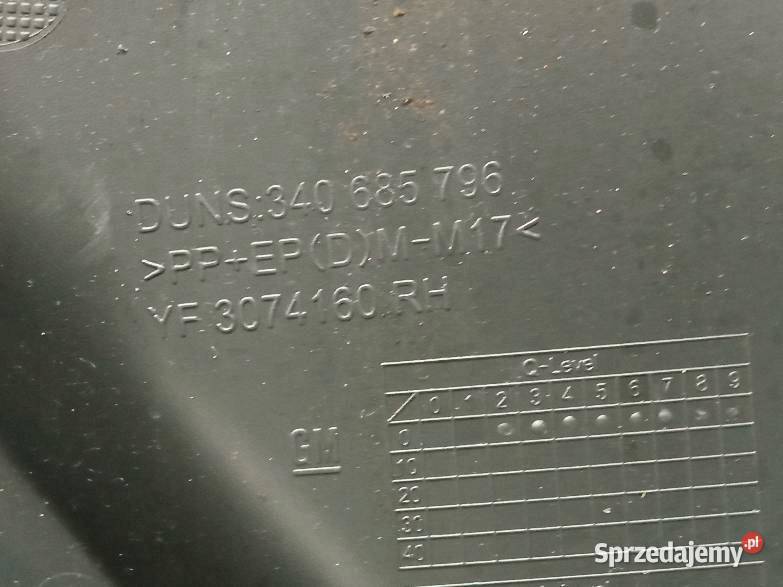 DUNS:340 685 796
>PP+EP(D)M-M17<
YF 3074160 RH
GM
Q-Level
0 1 2 3 4 5 6 7 8 9
0
10
20
30
40
Sprzedajemy.pl